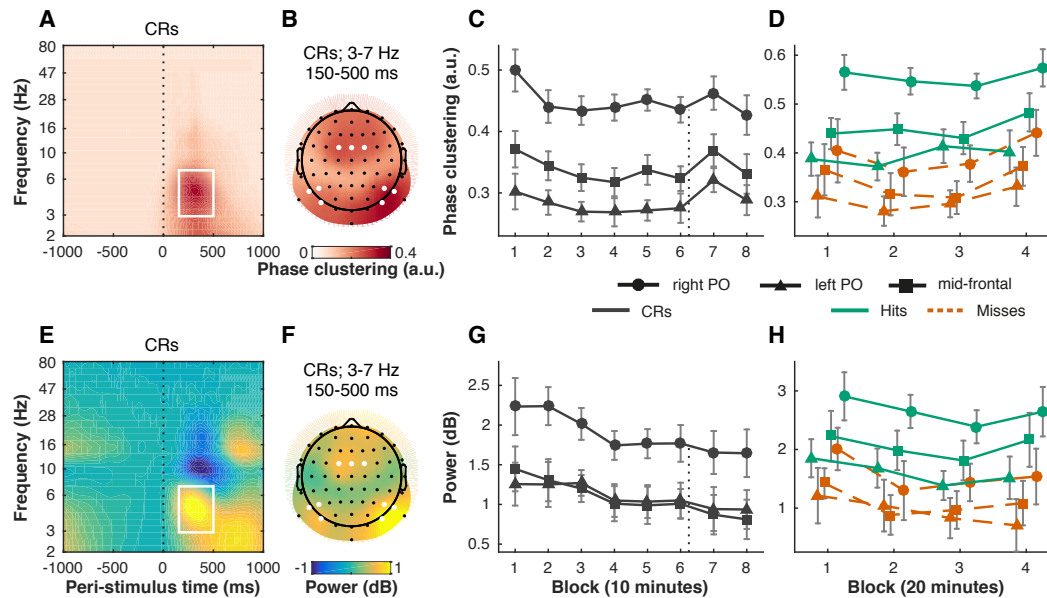 A
CRs
Frequency (Hz)
80
47
28
16
10
6
3
2
-1000
-500
0
500
1000
B
CRs; 3-7 Hz
150-500 ms
0
0.4
Phase clustering (a.u.)
C
Phase clustering (a.u.)
0.5
0.4
0.3
1
2
3
4
5
6
7
8
D
0.6
0.5
0.4
0.3
1
2
3
4
right PO
left PO
mid-frontal
CRs
Hits
Misses
E
CRs
Frequency (Hz)
80
47
28
16
10
6
3
2
-1000
-500
0
500
1000
Peri-stimulus time (ms)
F
CRs; 3-7 Hz
150-500 ms
-1
1
Power (dB)
G
Power (dB)
2.5
2.0
1.5
1.0
0.5
1
2
3
4
5
6
7
8
Block (10 minutes)
H
3
2
1
1
2
3
4
Block (20 minutes)